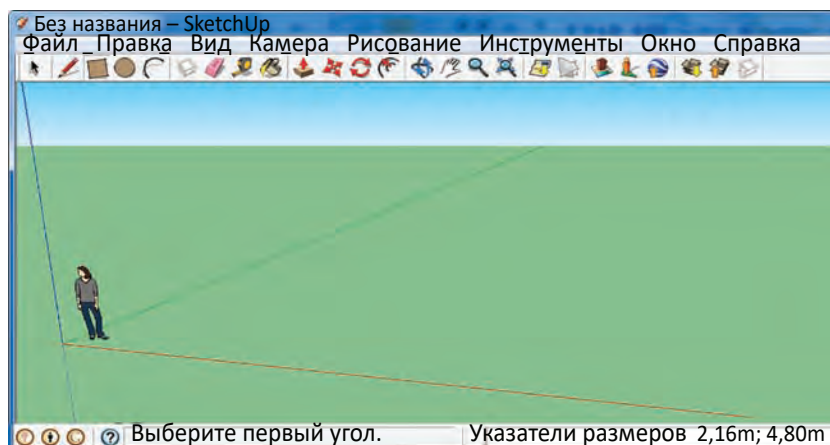 Без названия – SketchUp
Файл Правка Вид Камера Рисование Инструменты Окно Справка
Выберите первый угол. Указатели размеров 2,16m; 4,80m